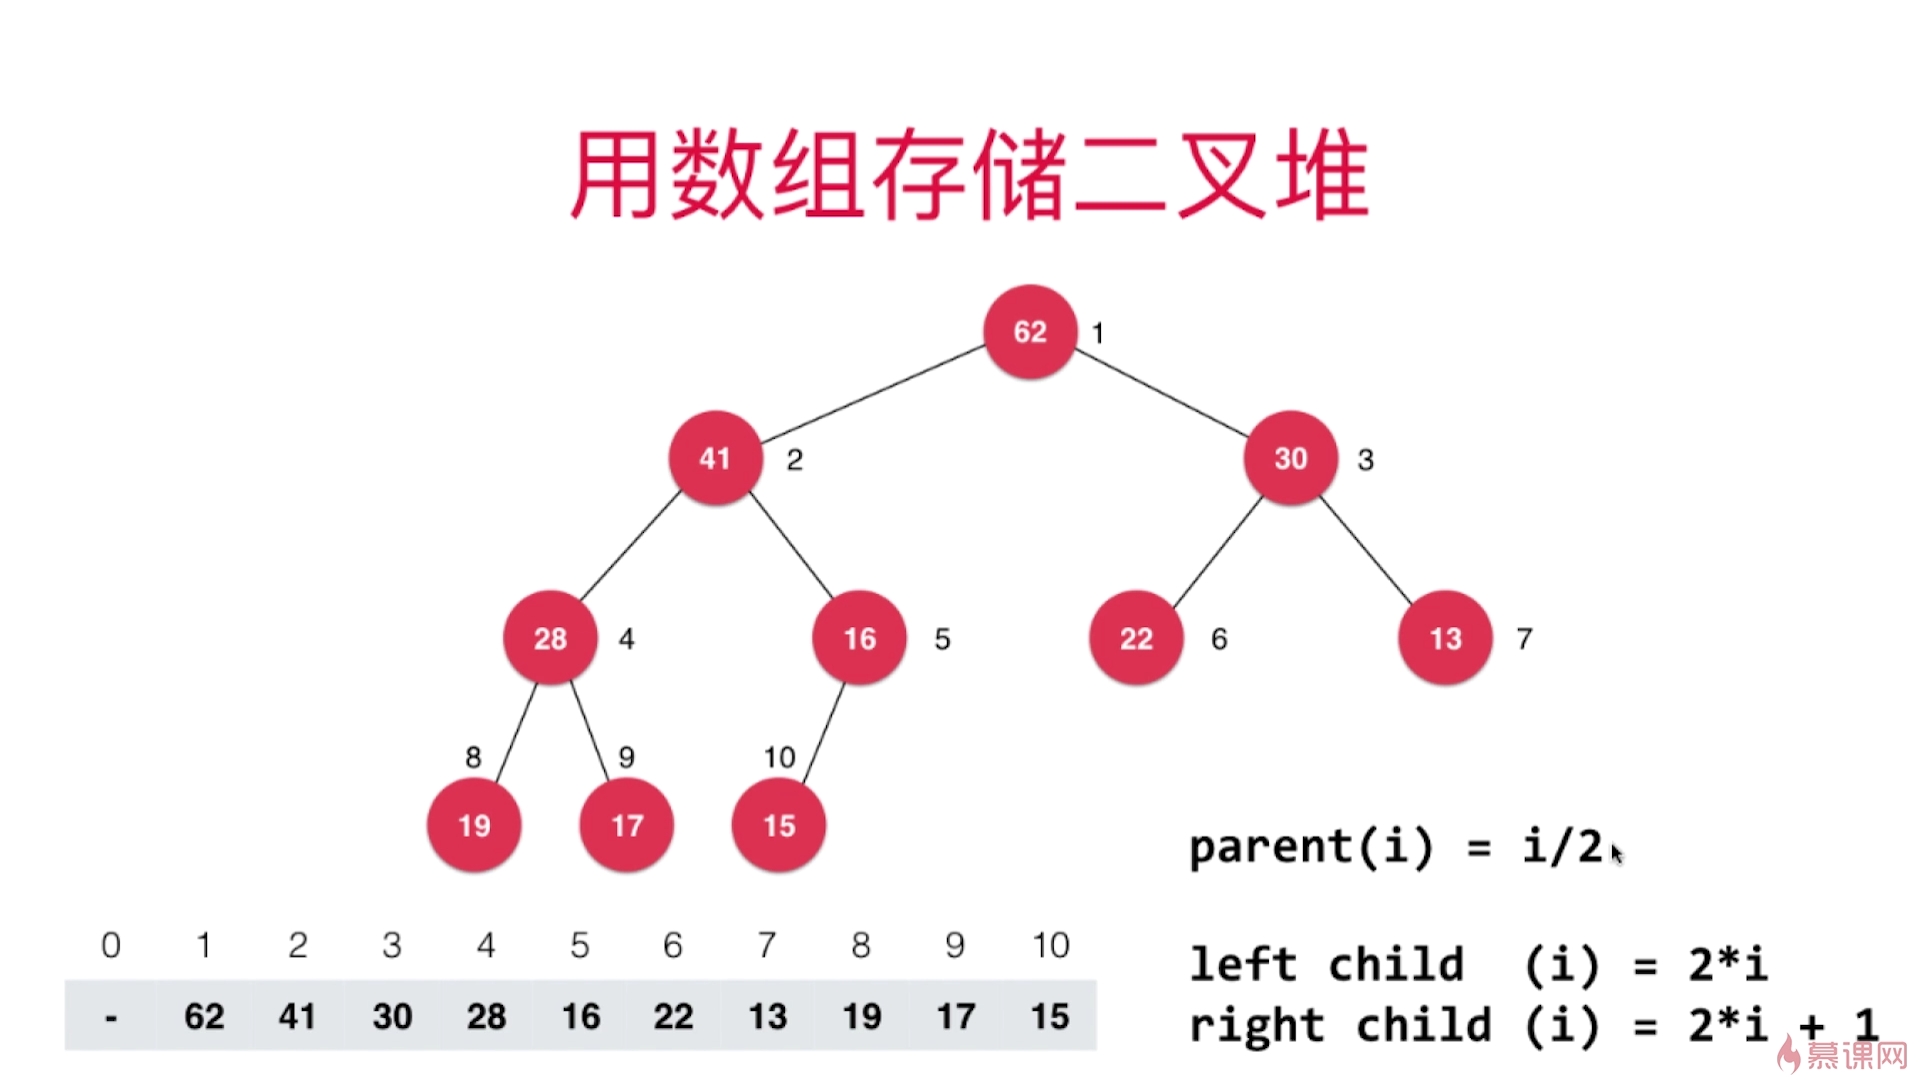 用数组存储二叉堆
62 1
41 2 30 3
28 4 16 5 22 6 13 7
8 9 10
19 17 15
parent(i) = i/2
0 1 2 3 4 5 6 7 8 9 10
left child (i) = 2*i
- 62 41 30 28 16 22 13 19 17 15
right child (i) = 2*i + 1
慕课网